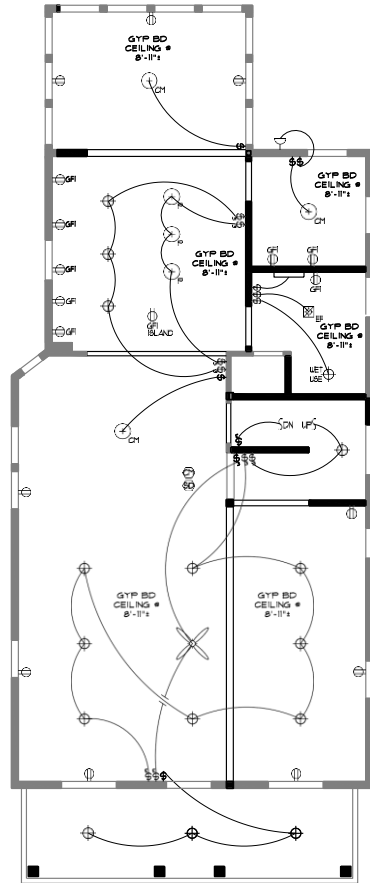 GYP BD
CEILING @
8'-11"±
CM
$
$$
GYP BD
CEILING @
8'-11"±
CM
GFI
GFI
GFI
GFI
GFI
GFI
GFI
P
P
P
$$
GYP BD
CEILING @
8'-11"±
GFI
ISLAND
$$$
GFI
EF
GYP BD
CEILING @
8'-11"±
WET
USE
$$$
$
CM
DN UP
$
$$$
CM
SD
GYP BD
CEILING @
8'-11"±
GYP BD
CEILING @
8'-11"±
$$$